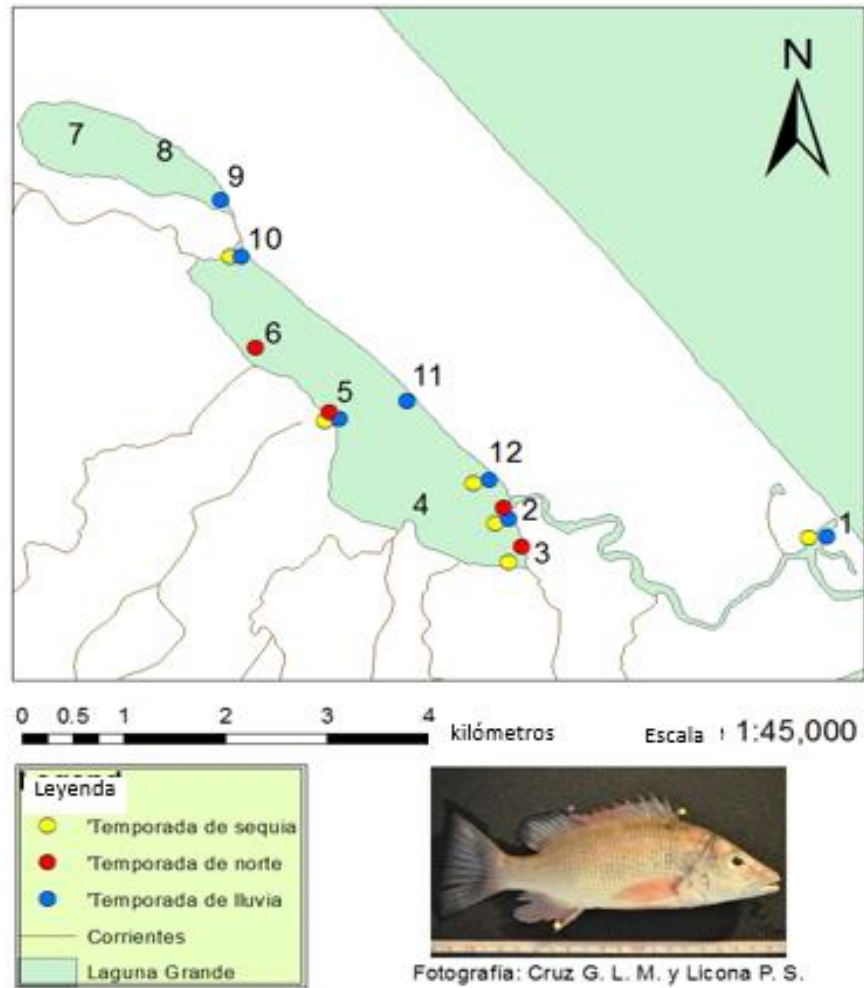 N
7
8
9
10
6
11
5
12
4
2
3
1
0 0.5 1 2 3 4
kilómetros
Escala
1:45,000
Leyenda
'Temporada de sequia
'Temporada de norte
'Temporada de lluvia
Corrientes
Laguna Grande
Fotografía: Cruz G. L. M. y Licona P. S.